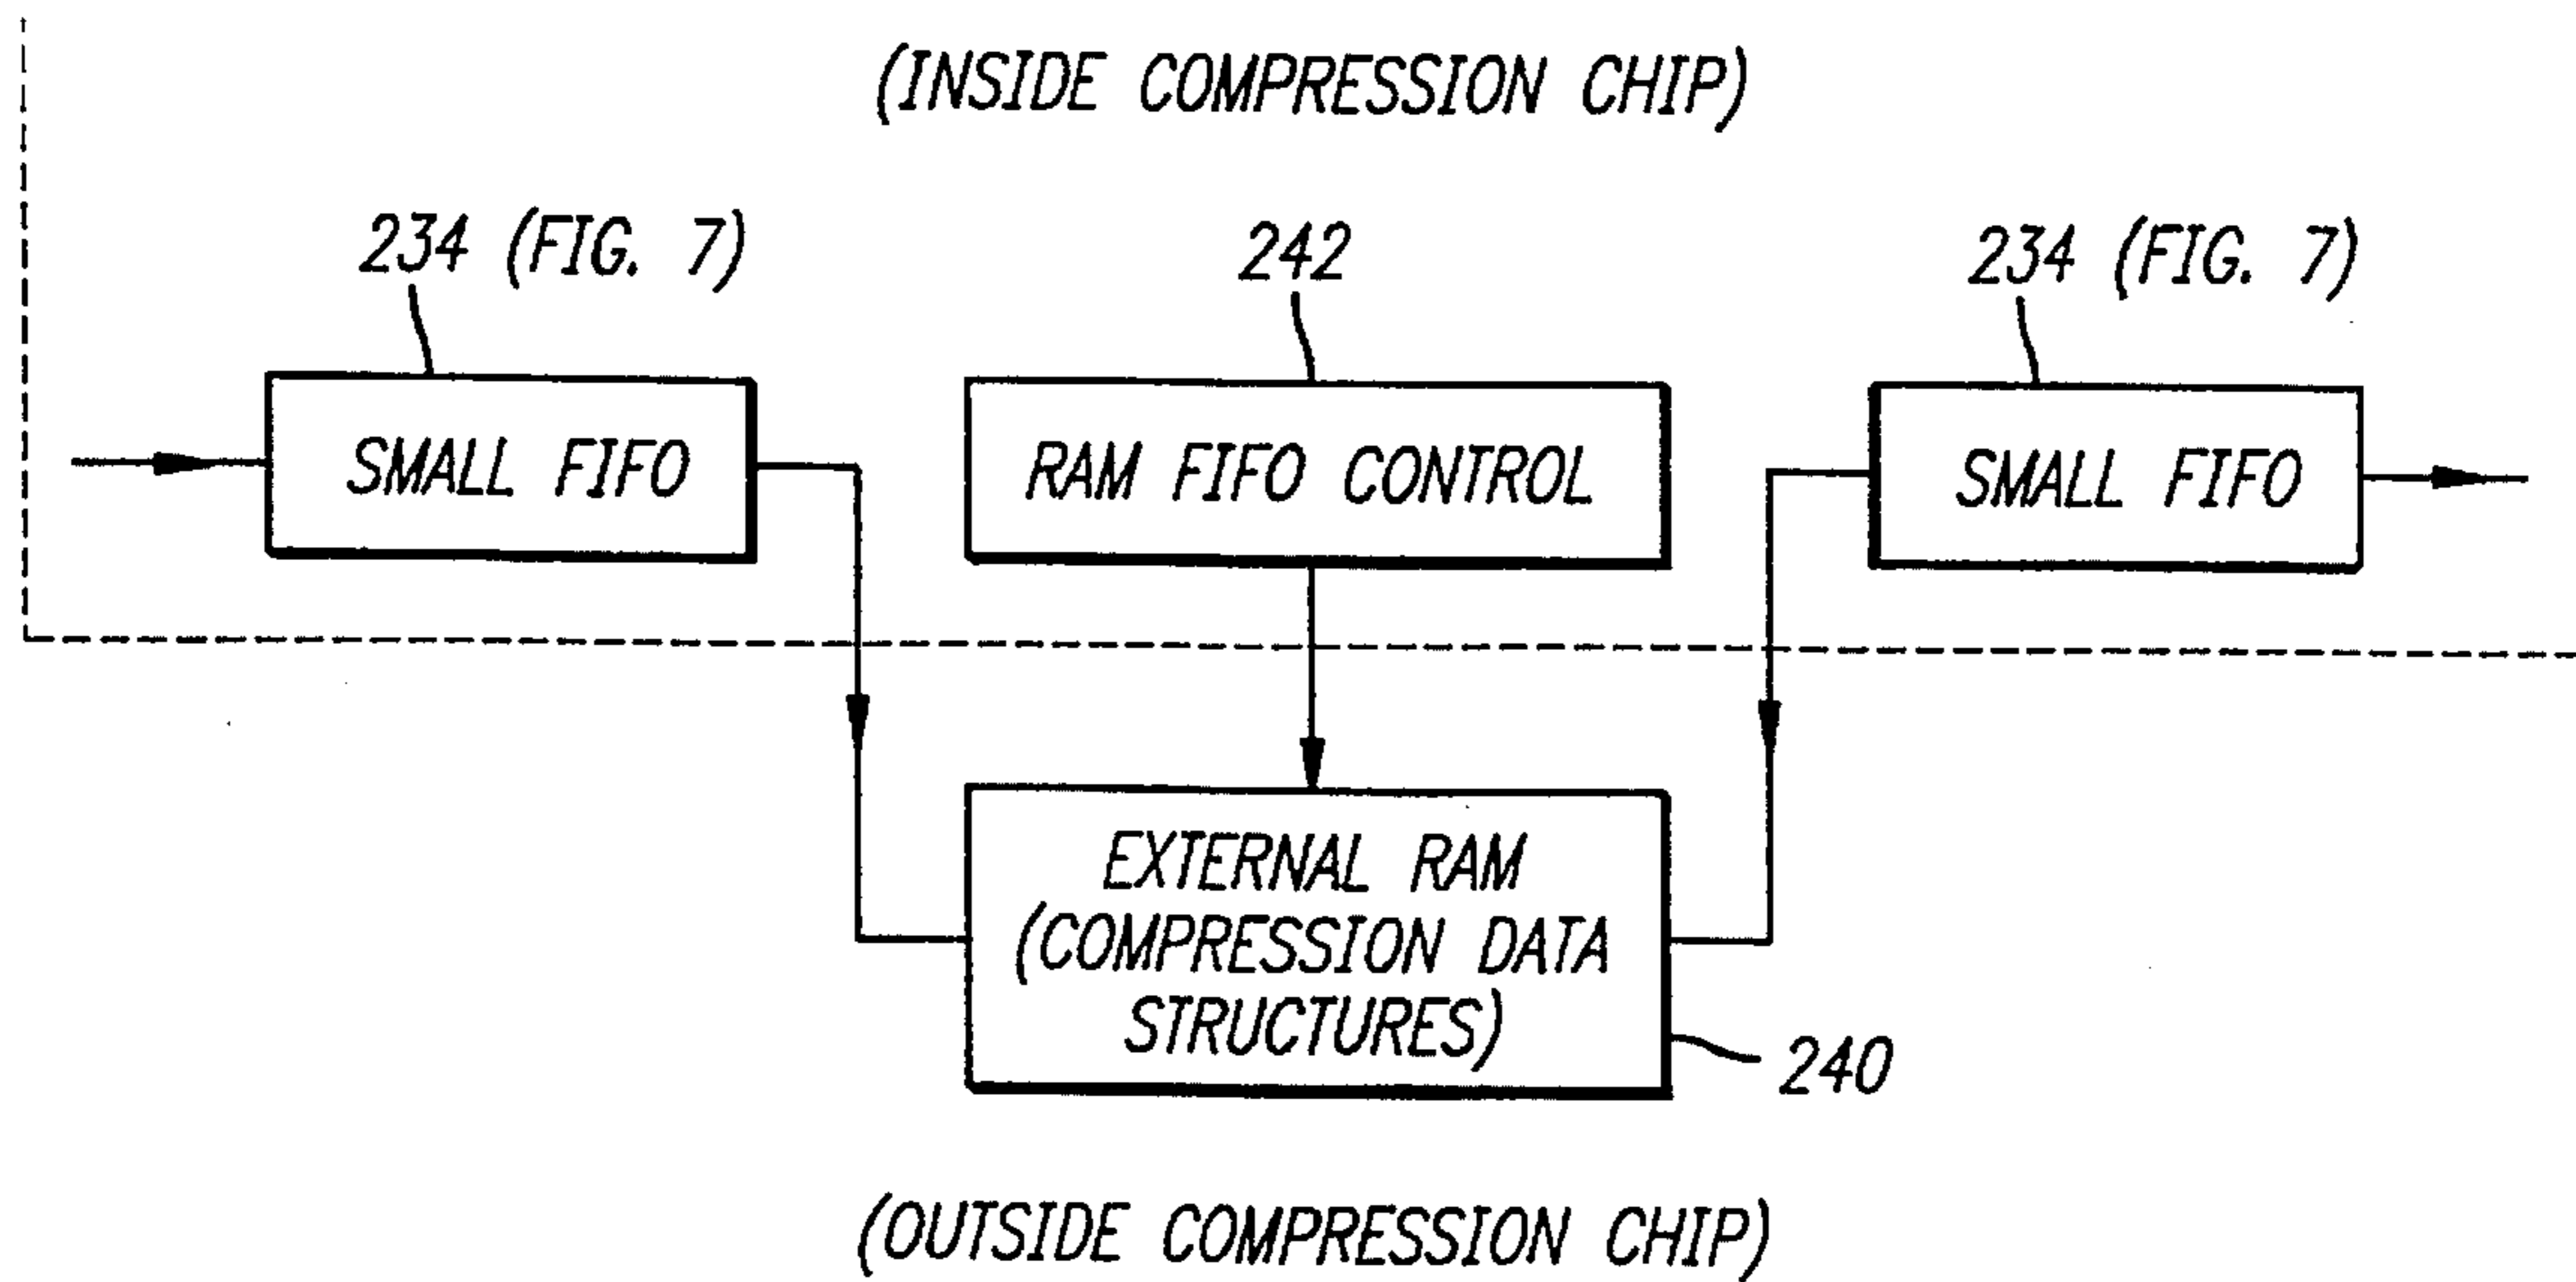 (INSIDE COMPRESSION CHIP)
234 (FIG. 7)
242
234 (FIG. 7)
SMALL FIFO
RAM FIFO CONTROL
SMALL FIFO
EXTERNAL RAM
(COMPRESSION DATA
STRUCTURES)
240
(OUTSIDE COMPRESSION CHIP)